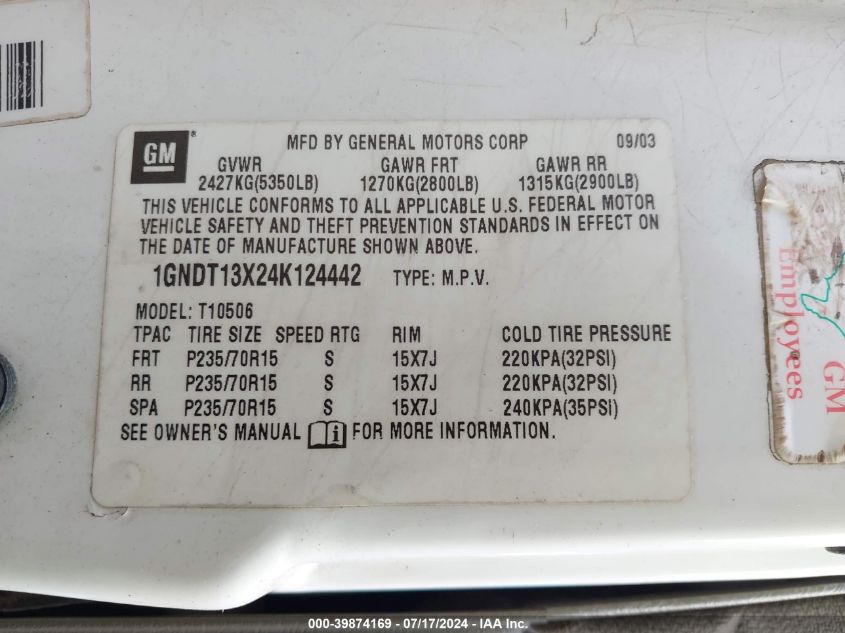 GM
MFD BY GENERAL MOTORS CORP 09/03
GVWR GAWR FRT GAWR RR
2427KG(5350LB) 1270KG(2800LB) 1315KG(2900LB)
THIS VEHICLE CONFORMS TO ALL APPLICABLE U.S. FEDERAL MOTOR
VEHICLE SAFETY AND THEFT PREVENTION STANDARDS IN EFFECT ON
THE DATE OF MANUFACTURE SHOWN ABOVE.
1GNDT13X24K124442 TYPE: M.P.V.
MODEL: T10506
TPAC TIRE SIZE SPEED RTG RIM COLD TIRE PRESSURE
FRT P235/70R15 S 15X7J 220KPA(32PSI)
RR P235/70R15 S 15X7J 220KPA(32PSI)
SPA P235/70R15 S 15X7J 240KPA(35PSI)
SEE OWNER'S MANUAL i FOR MORE INFORMATION.
Employees
GM
000-39874169 - 07/17/2024 - IAA Inc.